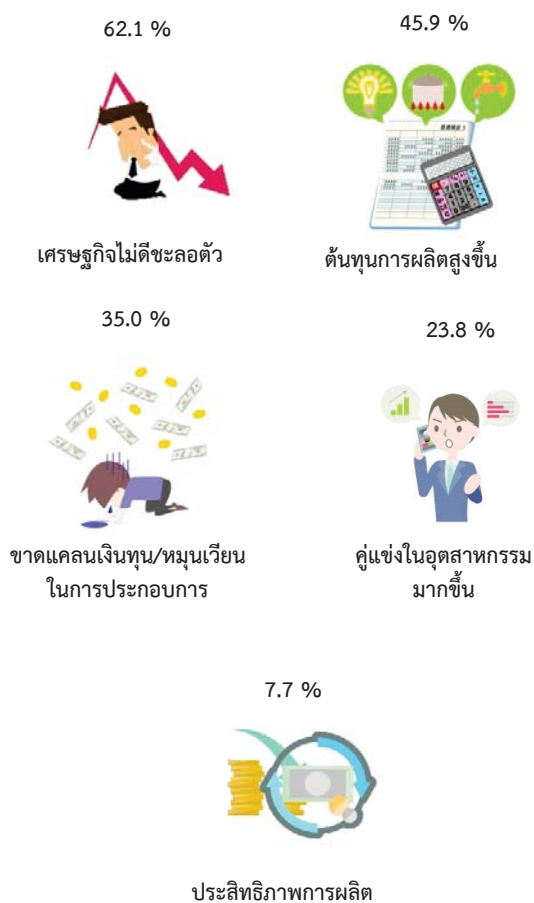 62.1 %
45.9 %
เศรษฐกิจไม่ดีชะลอตัว
ต้นทุนการผลิตสูงขึ้น
35.0 %
23.8 %
ขาดแคลนเงินทุน/หมุนเวียน
ในการประกอบการ
คู่แข่งในอุตสาหกรรม
มากขึ้น
7.7 %
ประสิทธิภาพการผลิต